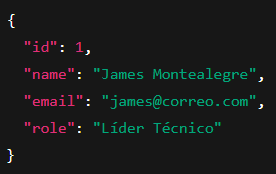 {
  "id": 1,
  "name": "James Montealegre",
  "email": "james@correo.com",
  "role": "Líder Técnico"
}